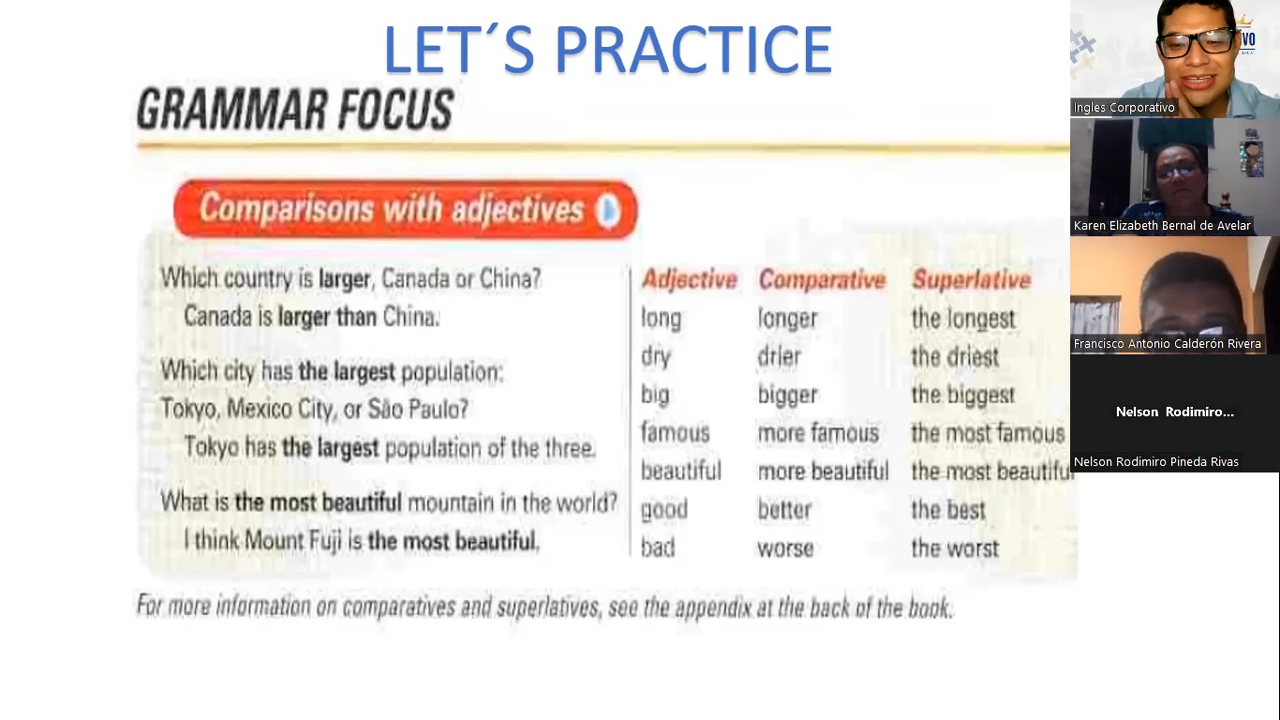 LET´S PRACTICE
GRAMMAR FOCUS
Comparisons with adjectives
Which country is larger, Canada or China?
Canada is larger than China.
Which city has the largest population:
Tokyo, Mexico City, or São Paulo?
Tokyo has the largest population of the three.
What is the most beautiful mountain in the world?
I think Mount Fuji is the most beautiful.
Adjective Comparative Superlative
long longer the longest
dry drier the driest
big bigger the biggest
famous more famous the most famous
beautiful more beautiful the most beautiful
good better the best
bad worse the worst
For more information on comparatives and superlatives, see the appendix at the back of the book.
Ingles Corporativo
Karen Elizabeth Bernal de Avelar
Francisco Antonio Calderón Rivera
Nelson Rodimiro...
Nelson Rodimiro Pineda Rivas